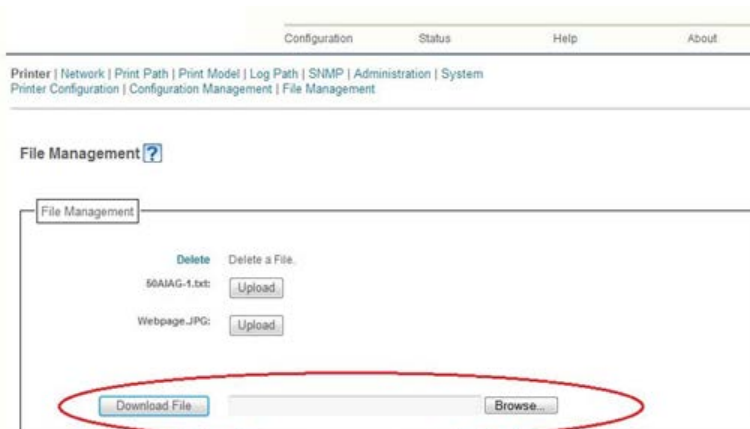 Configuration Status Help About
Printer | Network | Print Path | Print Model | Log Path | SNMP | Administration | System
Printer Configuration | Configuration Management | File Management
File Management ?
File Management
Delete Delete a File.
50AIAG-1.txt: Upload
Webpage.JPG: Upload
Download File Browse...